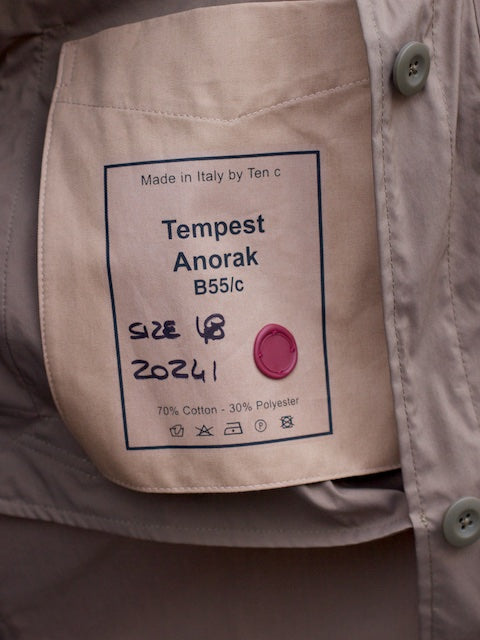 Made in Italy by Ten c
Tempest
Anorak
B55/c
SIZE 48
20241
70% Cotton - 30% Polyester